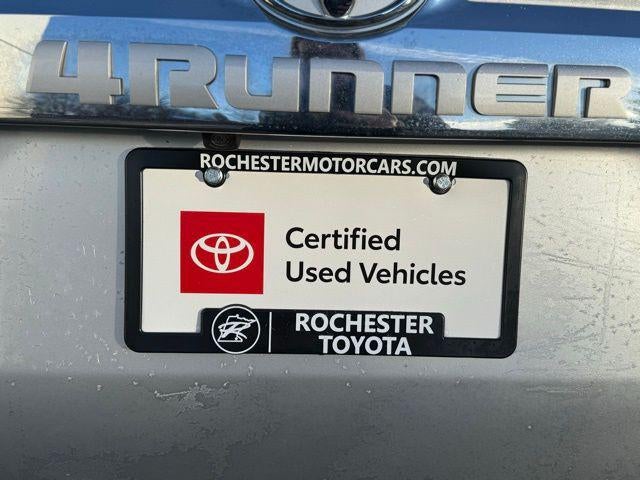 4RUNNER
ROCHESTERMOTORCARS.COM
Certified
Used Vehicles
ROCHESTER
TOYOTA